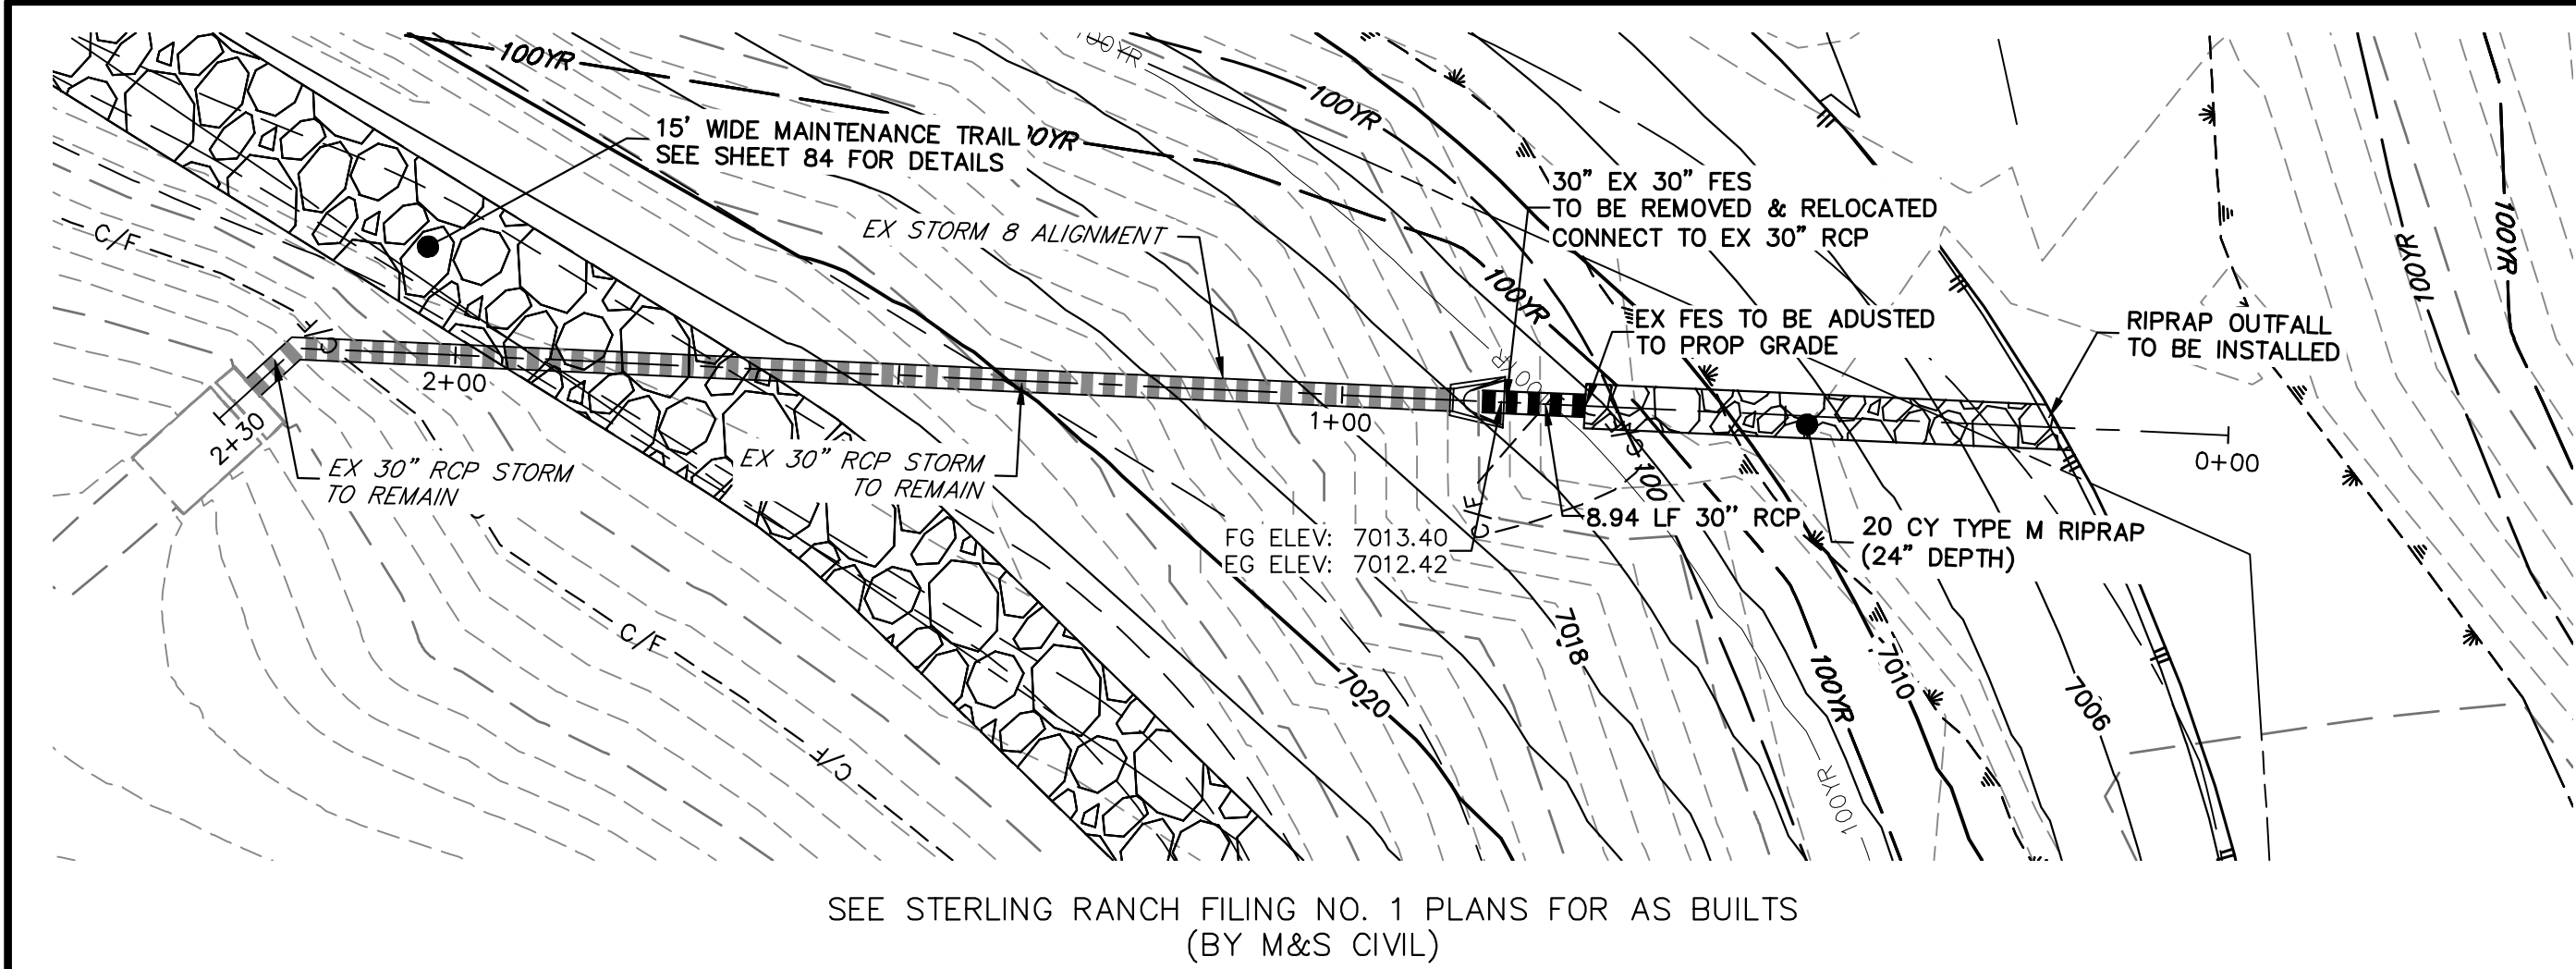 100YR
100YR
100YR
15' WIDE MAINTENANCE TRAIL
0YR
SEE SHEET 84 FOR DETAILS
30" EX 30" FES
TO BE REMOVED & RELOCATED
CONNECT TO EX 30" RCP
EX STORM 8 ALIGNMENT
C/F
100YR
100YR
100YR
EX FES TO BE ADUSTED
TO PROP GRADE
RIPRAP OUTFALL
TO BE INSTALLED
C/F
2+00
1+00
0+00
2+30
EX 30" RCP STORM
TO REMAIN
EX 30" RCP STORM
TO REMAIN
C/F
FG ELEV: 7013.40
EG ELEV: 7012.42
8.94 LF 30" RCP
20 CY TYPE M RIPRAP
(24" DEPTH)
C/F
C/F
7020
7018
100YR
7010
7006
100YR
SEE STERLING RANCH FILING NO. 1 PLANS FOR AS BUILTS
(BY M&S CIVIL)